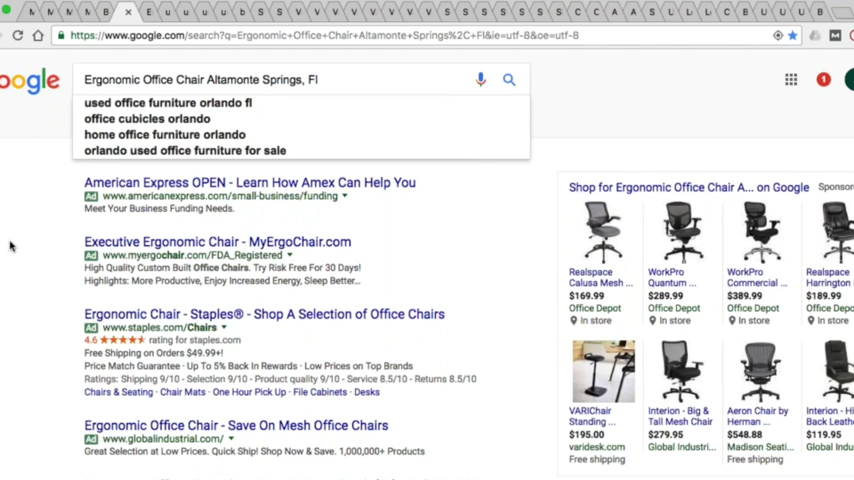 M M M M B × E u u u b S S V V V V V V V S S S S S S C C A A S U L L C B U U U B
https://www.google.com/search?q=Ergonomic+Office+Chair+Altamonte+Springs%2C+Fl&ie=utf-8&oe=utf-8
oogle
Ergonomic Office Chair Altamonte Springs, Fl
1
used office furniture orlando fl
office cubicles orlando
home office furniture orlando
orlando used office furniture for sale
American Express OPEN - Learn How Amex Can Help You
Ad www.americanexpress.com/small-business/funding
Meet Your Business Funding Needs.
Executive Ergonomic Chair - MyErgoChair.com
Ad www.myergochair.com/FDA_Registered
High Quality Custom Built Office Chairs. Try Risk Free For 30 Days!
Highlights: More Productive, Enjoy Increased Energy, Sleep Better...
Ergonomic Chair - Staples® - Shop A Selection of Office Chairs
Ad www.staples.com/Chairs
4.6 rating for staples.com
Free Shipping on Orders $49.99+!
Price Match Guarantee · Up To 5% Back In Rewards · Low Prices on Top Brands
Ratings: Shipping 9/10 - Selection 9/10 - Product quality 9/10 - Service 8.5/10 - Returns 8.5/10
Chairs & Seating · Chair Mats · One Hour Pick Up · File Cabinets · Desks
Ergonomic Office Chair - Save On Mesh Office Chairs
Ad www.globalindustrial.com/
Great Selection at Low Prices. Quick Ship! Shop Now & Save. 1,000,000+ Products
Shop for Ergonomic Office Chair A... on Google Sponsor
Realspace
Calusa Mesh ...
$169.99
Office Depot
In store
WorkPro
Quantum ...
$289.99
Office Depot
In store
WorkPro
Commercial ...
$389.99
Office Depot
In store
Realspace
Harrington
$189.99
Office Depot
In store
VARIChair
Standing ...
$195.00
varidesk.com
Free shipping
Interion - Big &
Tall Mesh Chair
$279.95
Global Industri...
Aeron Chair by
Herman ...
$548.88
Madison Seati...
Free shipping
Interion - Hi
Back Leathe
$119.95
Global Indus